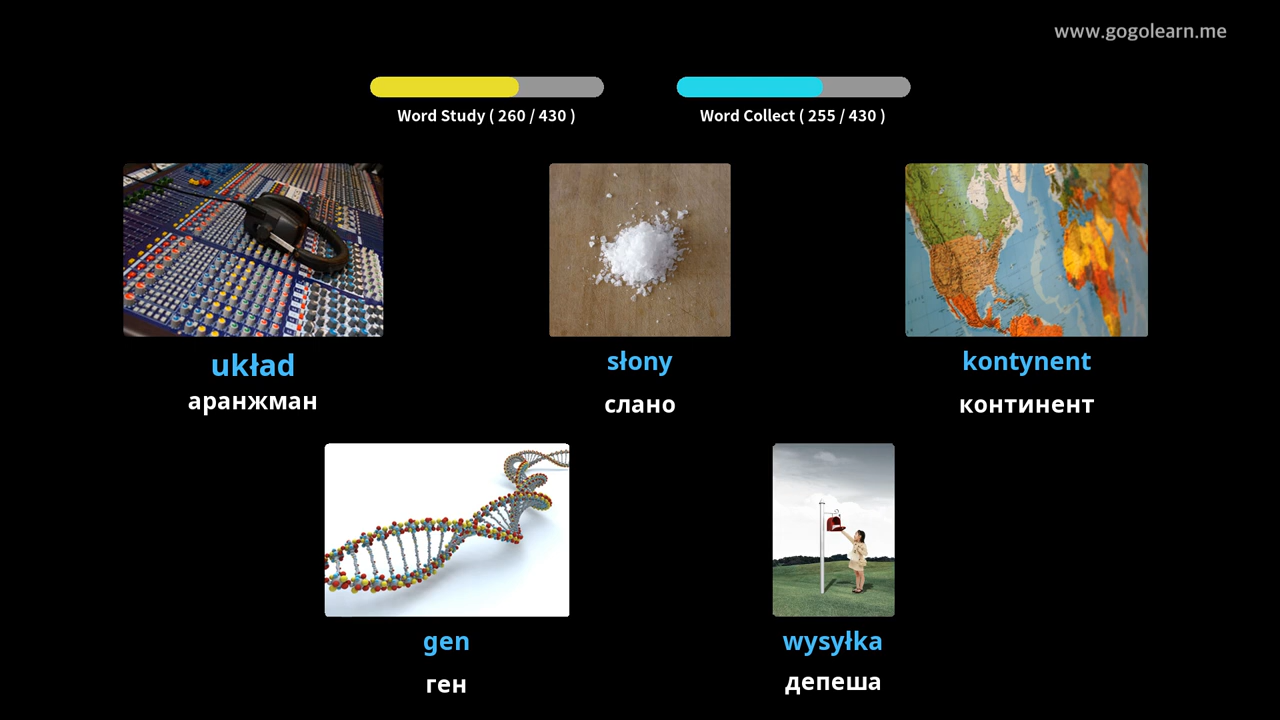 www.gogolearn.me
Word Study ( 260 / 430 )
Word Collect ( 255 / 430 )
układ
аранжман
słony
слано
kontynent
континент
gen
ген
wysyłka
депеша